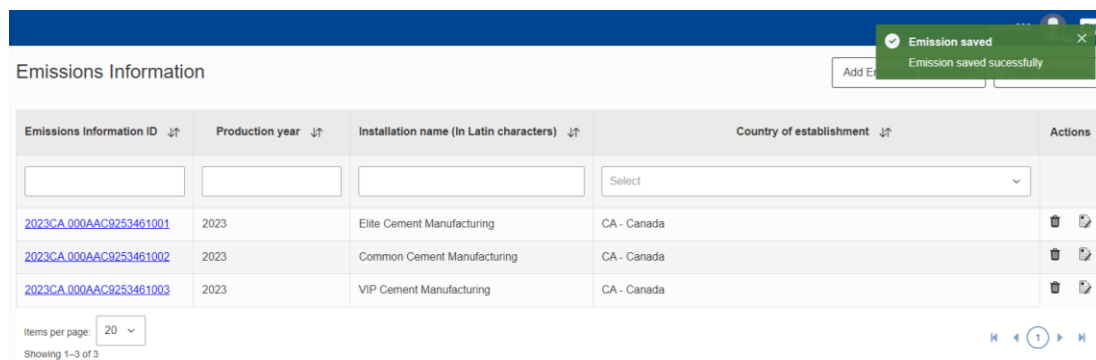 Emission saved
Emission saved sucessfully
Emissions Information
Add
Emissions Information ID
Production year
Installation name (In Latin characters)
Country of establishment
Actions
Select
2023CA.000AAC9253461001 2023 Elite Cement Manufacturing CA - Canada
2023CA.000AAC9253461002 2023 Common Cement Manufacturing CA - Canada
2023CA.000AAC9253461003 2023 VIP Cement Manufacturing CA - Canada
Items per page: 20
1
Showing 1–3 of 3